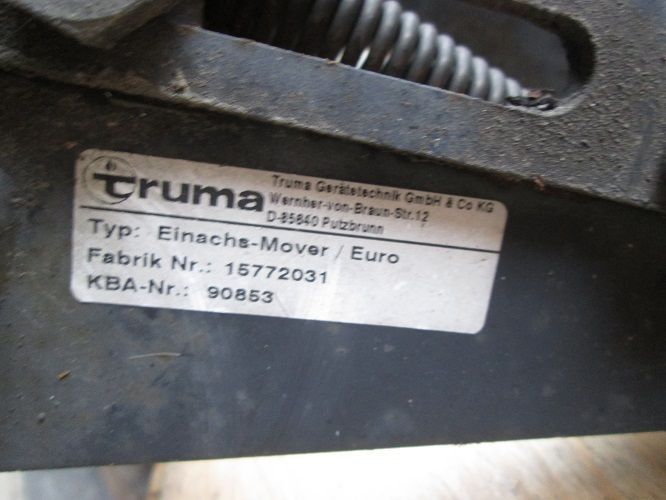 truma
Truma Gerätetechnik GmbH & Co KG
Wernher-von-Braun-Str.12
D-85640 Putzbrunn
Typ: Einachs-Mover / Euro
Fabrik Nr.: 15772031
KBA-Nr.: 90853